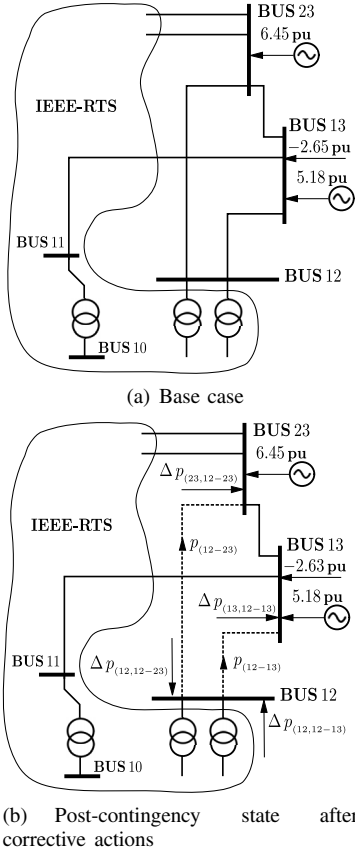 BUS 23
6.45 pu
IEEE-RTS
BUS 13
−2.65 pu
5.18 pu
BUS 11
BUS 12
BUS 10
(a) Base case
BUS 23
6.45 pu
Δp(23,12−23)
IEEE-RTS
p(12−23)
BUS 13
−2.63 pu
5.18 pu
Δp(13,12−13)
BUS 11
Δp(12,12−23)
p(12−13)
BUS 12
Δp(12,12−13)
BUS 10
(b) Post-contingency state after
corrective actions